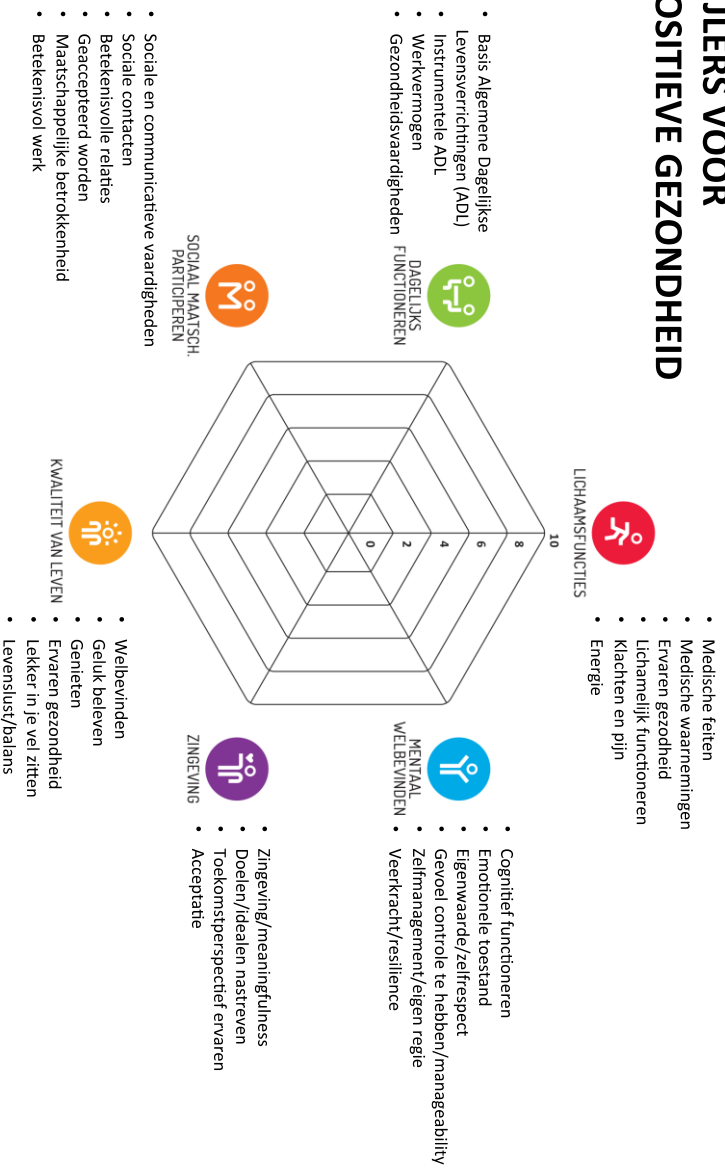 JLERS VOOR
OSITIEVE GEZONDHEID
LICHAAMSFUNCTIES
• Medische feiten
• Medische waarnemingen
• Ervaren gezodheid
• Lichamelijk functioneren
• Klachten en pijn
• Energie
10
8
6
4
2
0
• Basis Algemene Dagelijkse
Levensverrichtingen (ADL)
• Instrumentele ADL
• Werkvermogen
• Gezondheidsvaardigheden
DAGELIJKS
FUNCTIONEREN
MENTAAL
WELBEVINDEN
• Cognitief functioneren
• Emotionele toestand
• Eigenwaarde/zelfrespect
• Gevoel controle te hebben/manageability
• Zelfmanagement/eigen regie
• Veerkracht/resilience
SOCIAAL MAATSCH.
PARTICIPEREN
• Sociale en communicatieve vaardigheden
• Sociale contacten
• Betekenisvolle relaties
• Geaccepteerd worden
• Maatschappelijke betrokkenheid
• Betekenisvol werk
ZINGEVING
• Zingeving/meaningfulness
• Doelen/idealen nastreven
• Toekomstperspectief ervaren
• Acceptatie
KWALITEIT VAN LEVEN
• Welbevinden
• Geluk beleven
• Genieten
• Ervaren gezondheid
• Lekker in je vel zitten
• Levenslust/balans